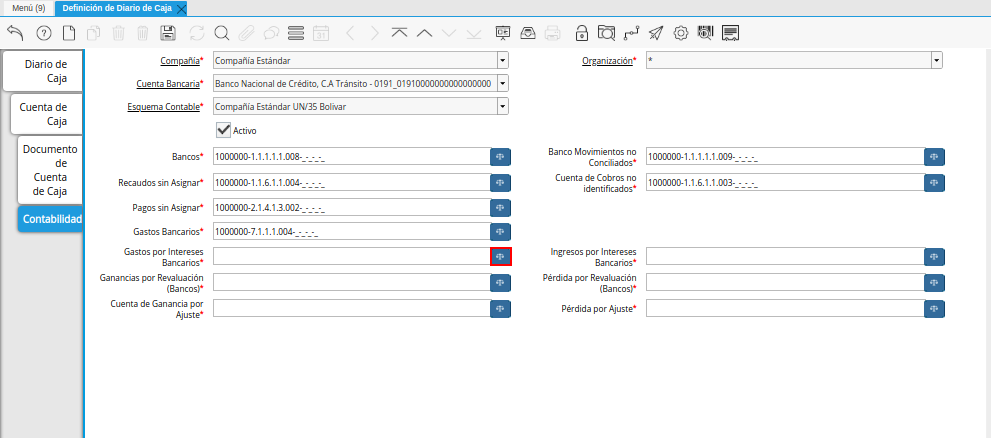 Menú (9)
Definición de Diario de Caja
Diario de
Caja
Cuenta de
Caja
Documento
de
Cuenta
de Caja
Contabilidad
Compañía*
Compañía Estándar
Organización*
*
Cuenta Bancaria*
Banco Nacional de Crédito, C.A Tránsito - 0191_01910000000000000000
Esquema Contable*
Compañía Estándar UN/35 Bolivar
Activo
Bancos*
1000000-1.1.1.1.1.008-_-_-_-_
Banco Movimientos no
Conciliados*
1000000-1.1.1.1.1.009-_-_-_-_
Recaudos sin Asignar*
1000000-1.1.6.1.1.004-_-_-_-_
Cuenta de Cobros no
identificados*
1000000-1.1.6.1.1.003-_-_-_-_
Pagos sin Asignar*
1000000-2.1.4.1.3.002-_-_-_-_
Gastos Bancarios*
1000000-7.1.1.1.004-_-_-_-_
Gastos por Intereses
Bancarios*
Ingresos por Intereses
Bancarios*
Ganancias por Revaluación
(Bancos)*
Pérdida por Revaluación
(Bancos)*
Cuenta de Ganancia por
Ajuste*
Pérdida por Ajuste*